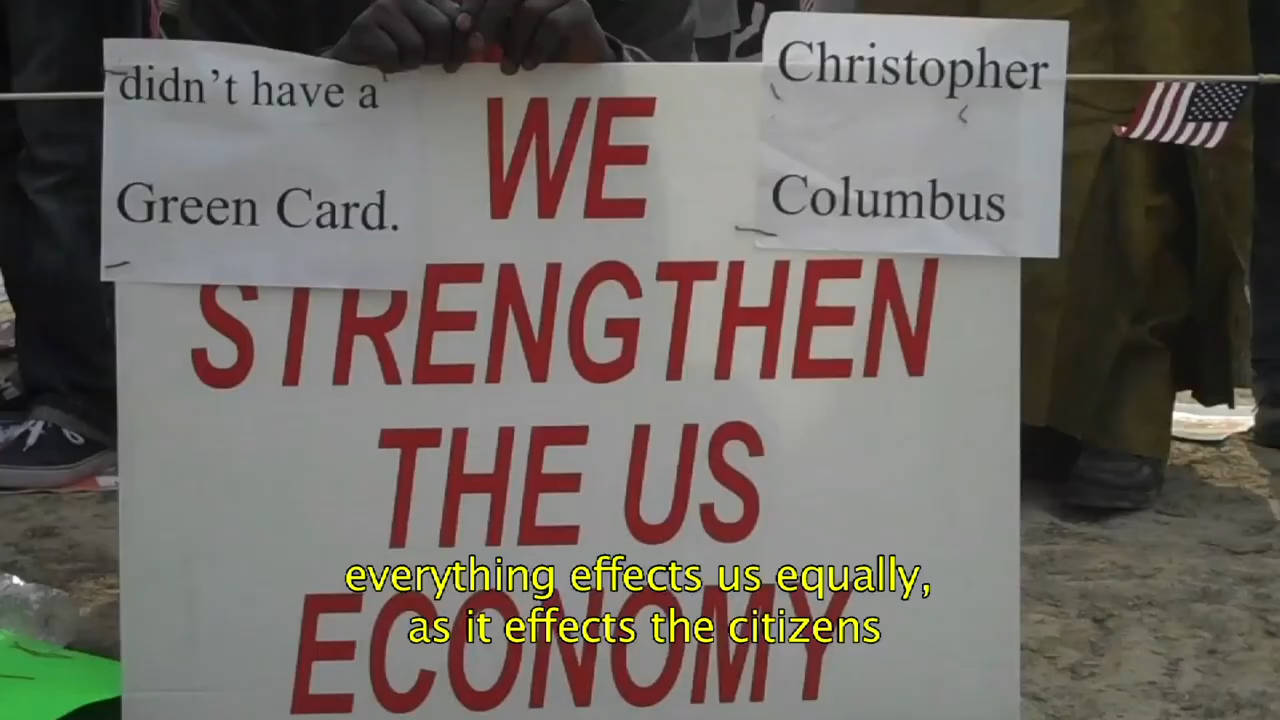 didn't have a
Green Card.
Christopher
Columbus
WE
STRENGTHEN
THE US
ECONOMY
everything effects us equally,
as it effects the citizens